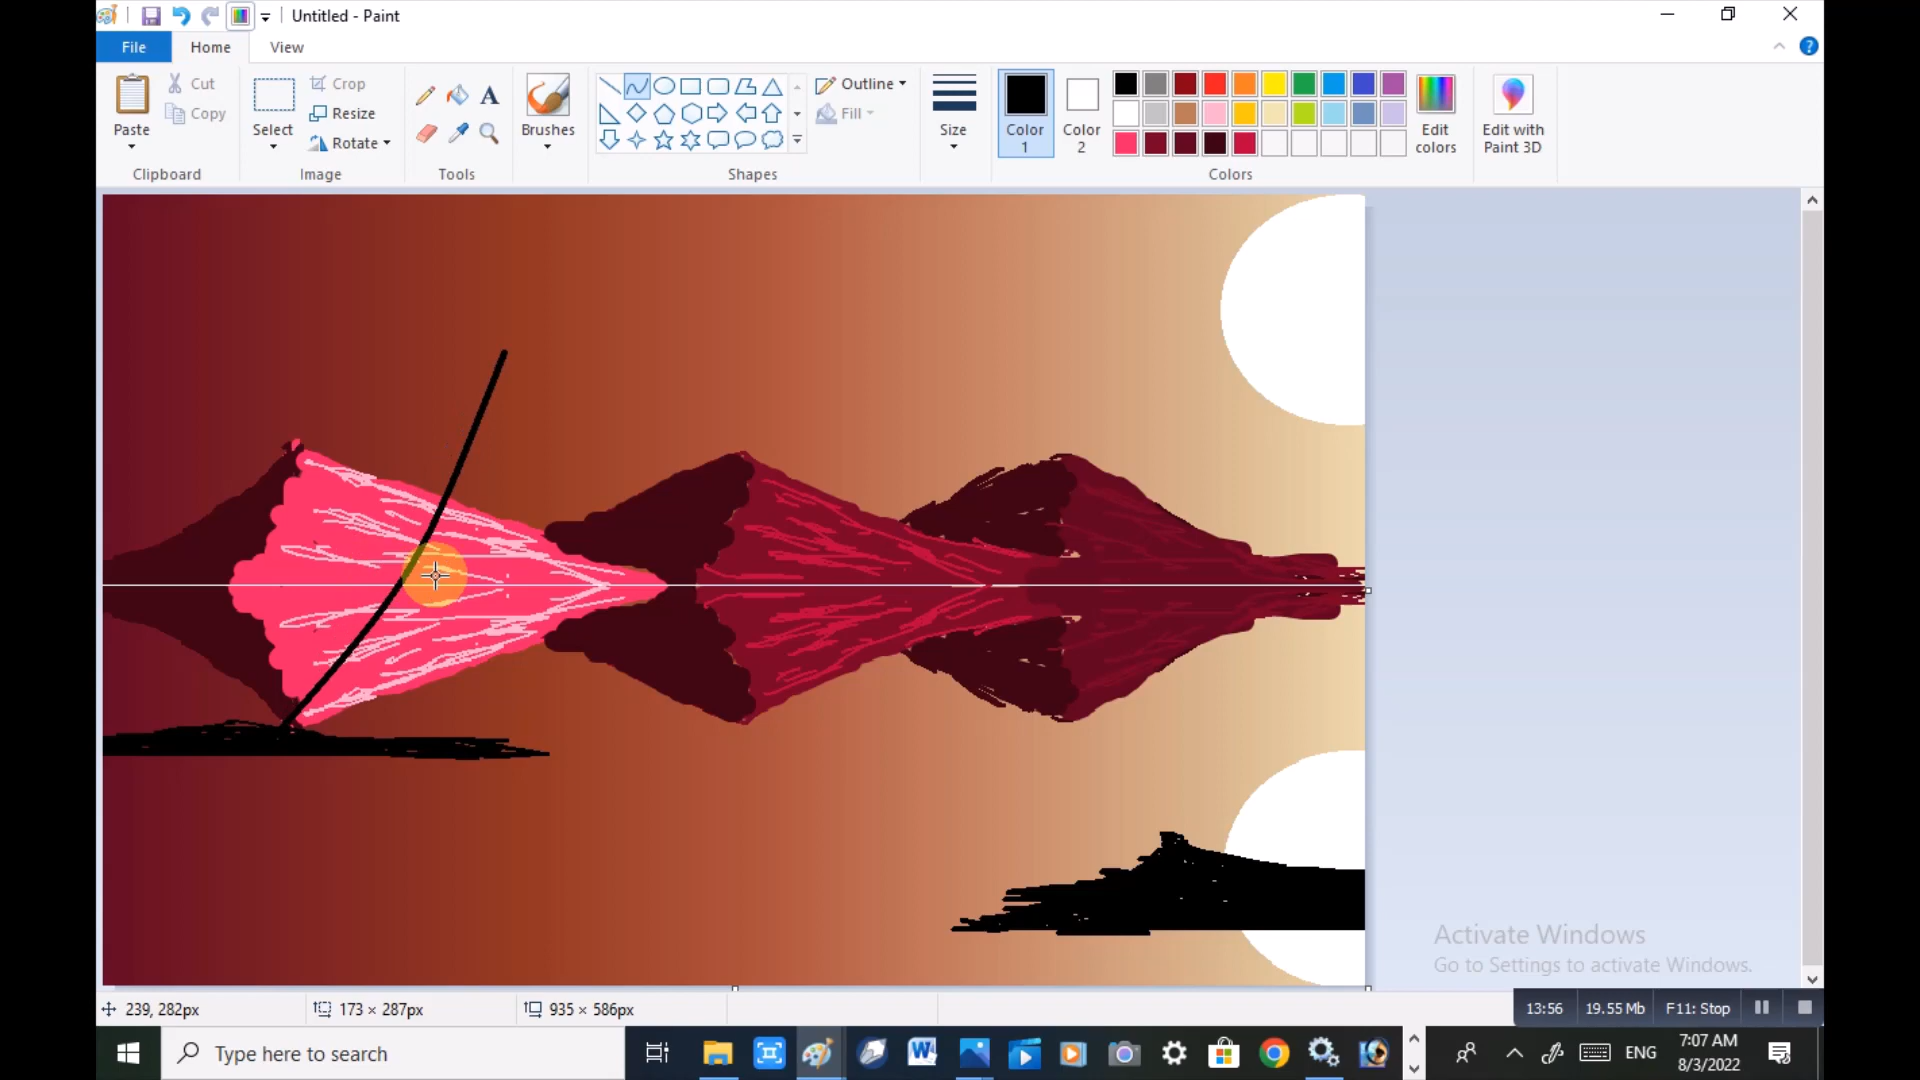 Untitled - Paint
File
Home
View
Paste
Cut
Copy
Clipboard
Select
Crop
Resize
Rotate
Image
A
Tools
Brushes
Outline
Fill
Shapes
Size
Color
1
Color
2
Edit
colors
Colors
Edit with
Paint 3D
Activate Windows
Go to Settings to activate Windows.
239, 282px
173 × 287px
935 × 586px
13:56
19.55 Mb
F11: Stop
Type here to search
ENG
7:07 AM
8/3/2022